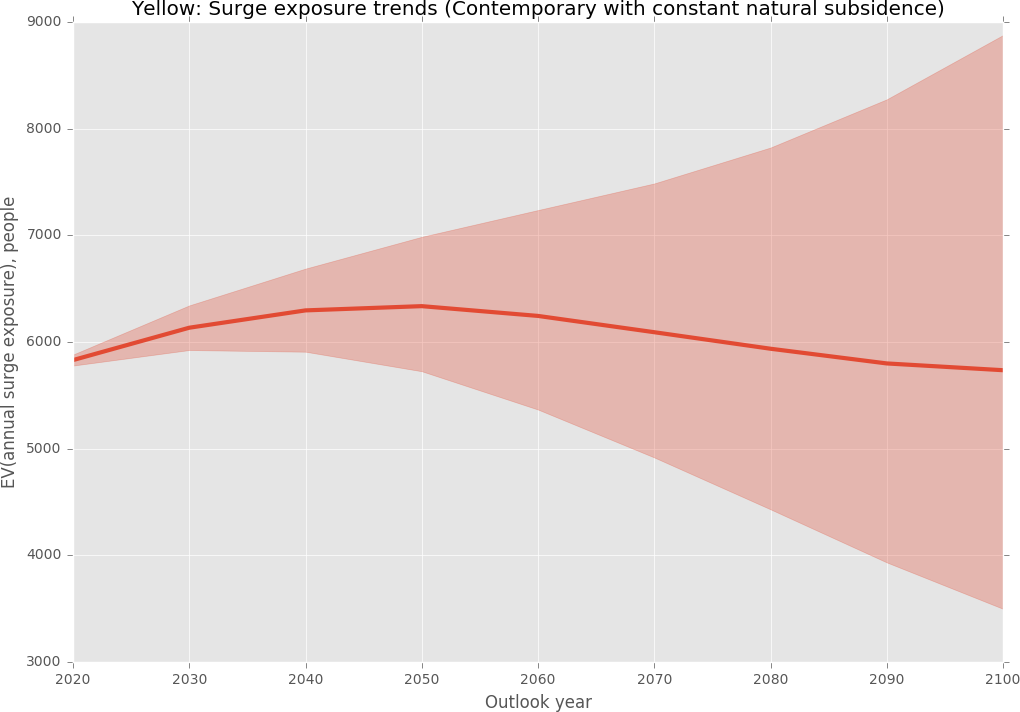 Yellow: Surge exposure trends (Contemporary with constant natural subsidence)
9000
8000
7000
6000
5000
4000
3000
EV(annual surge exposure), people
2020 2030 2040 2050 2060 2070 2080 2090 2100
Outlook year